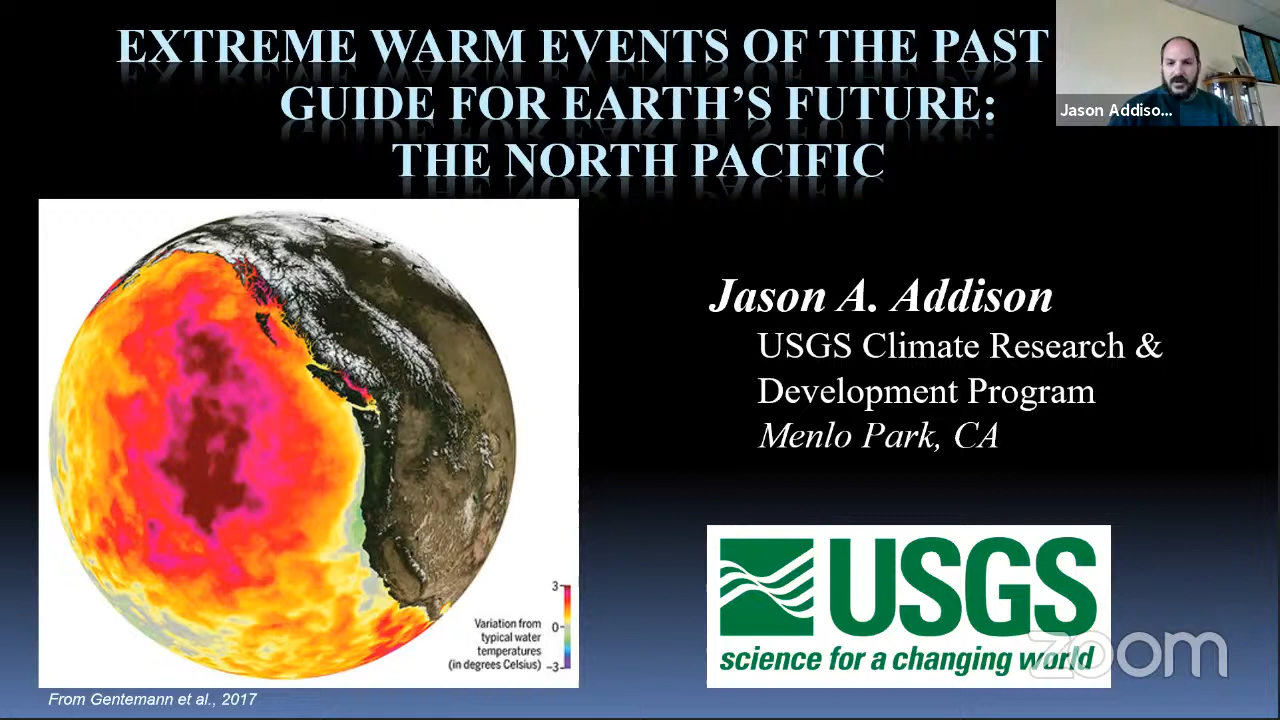 EXTREME WARM EVENTS OF THE PAST
GUIDE FOR EARTH'S FUTURE:
THE NORTH PACIFIC
Jason Addiso...
Jason A. Addison
USGS Climate Research &
Development Program
Menlo Park, CA
3
Variation from
typical water
temperatures
(in degrees Celsius)
0
−3
USGS
science for a changing world
zoom
From Gentemann et al., 2017